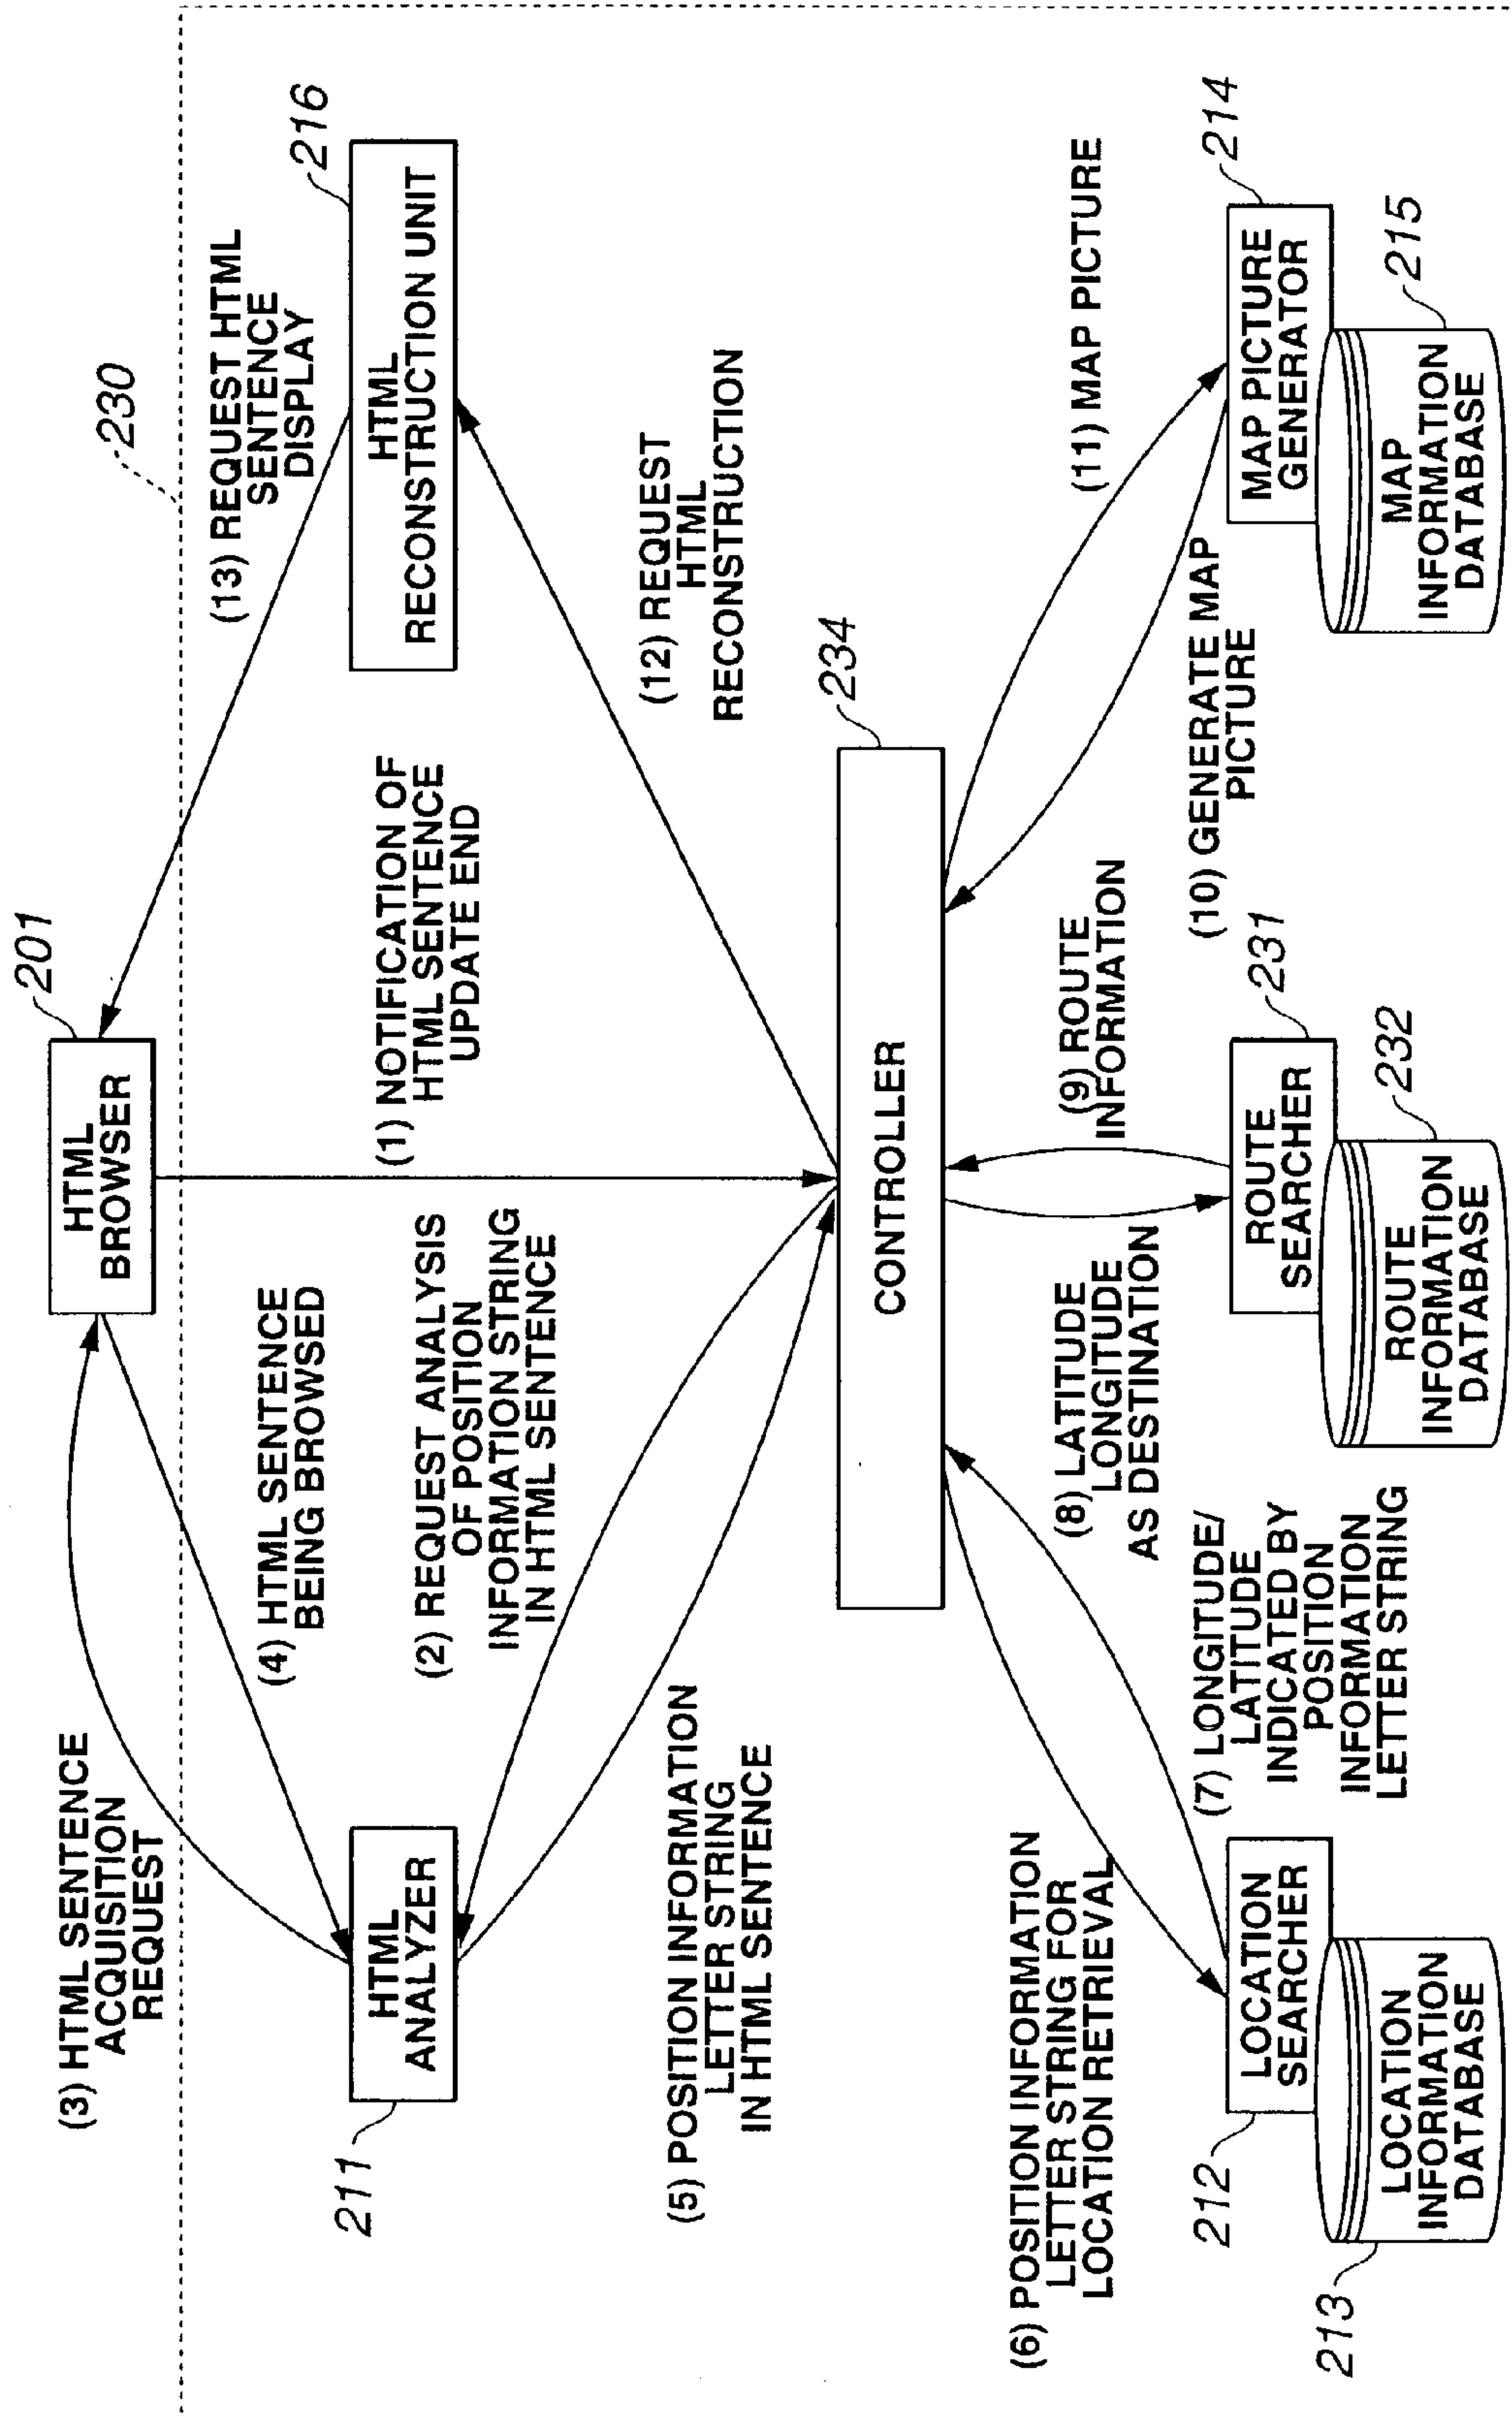 (3) HTML SENTENCE
ACQUISITION
REQUEST
HTML
BROWSER
201
230
(4) HTML SENTENCE
BEING BROWSED
(13) REQUEST HTML
SENTENCE
DISPLAY
211
HTML
ANALYZER
HTML
RECONSTRUCTION UNIT
216
(2) REQUEST ANALYSIS
OF POSITION
INFORMATION STRING
IN HTML SENTENCE
(1) NOTIFICATION OF
HTML SENTENCE
UPDATE END
(5) POSITION INFORMATION
LETTER STRING
IN HTML SENTENCE
(12) REQUEST
HTML
RECONSTRUCTION
CONTROLLER
234
(6) POSITION INFORMATION
LETTER STRING FOR
LOCATION RETRIEVAL
(8) LATITUDE
LONGITUDE
AS DESTINATION
(9) ROUTE
INFORMATION
(11) MAP PICTURE
(7) LONGITUDE/
LATITUDE
INDICATED BY
POSITION
INFORMATION
LETTER STRING
(10) GENERATE MAP
PICTURE
212
LOCATION
SEARCHER
ROUTE
SEARCHER
231
MAP PICTURE
GENERATOR
214
213
LOCATION
INFORMATION
DATABASE
ROUTE
INFORMATION
DATABASE
232
MAP
INFORMATION
DATABASE
215